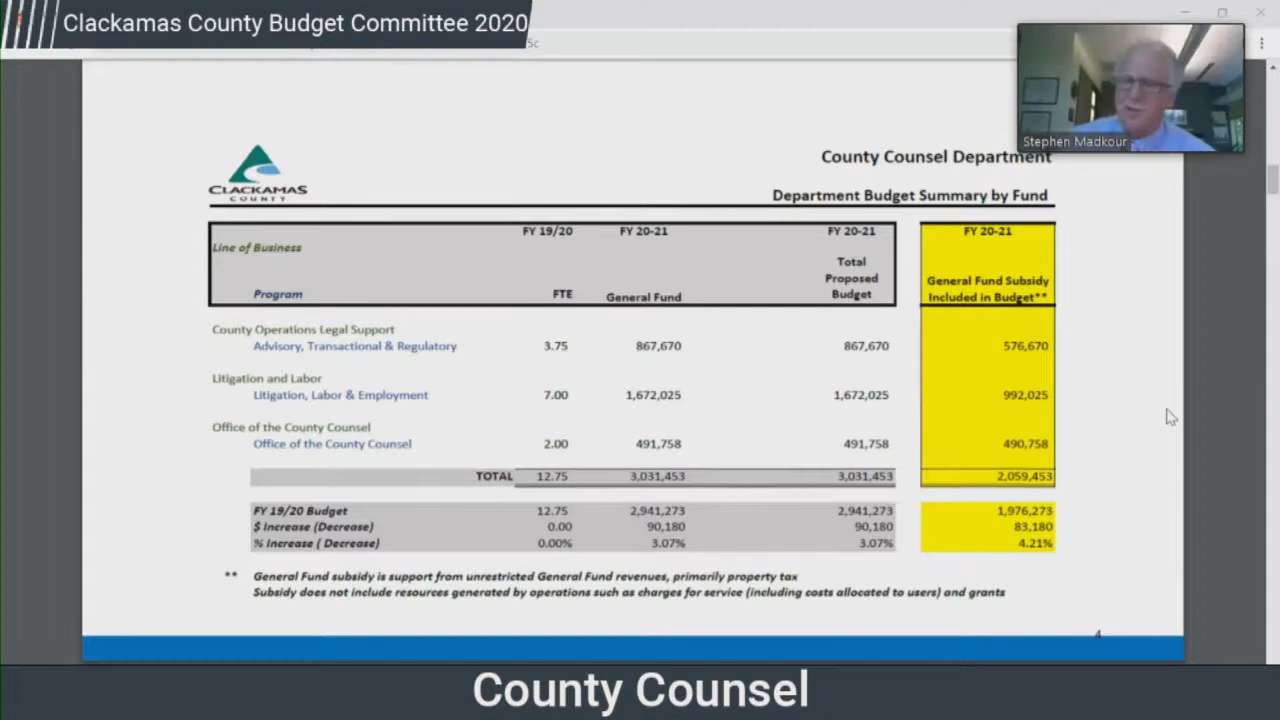 Clackamas County Budget Committee 2020
5c
Stephen Madkour
CLACKAMAS
COUNTY
County Counsel Department
Department Budget Summary by Fund
FY 19/20 FY 20-21 FY 20-21 FY 20-21
Line of Business
Total
Proposed
Budget
General Fund Subsidy
Included in Budget**
Program FTE General Fund
County Operations Legal Support
Advisory, Transactional & Regulatory 3.75 867,670 867,670 576,670
Litigation and Labor
Litigation, Labor & Employment 7.00 1,672,025 1,672,025 992,025
Office of the County Counsel
Office of the County Counsel 2.00 491,758 491,758 490,758
TOTAL 12.75 3,031,453 3,031,453 2,059,453
FY 19/20 Budget 12.75 2,941,273 2,941,273 1,976,273
$ Increase (Decrease) 0.00 90,180 90,180 83,180
% Increase ( Decrease) 0.00% 3.07% 3.07% 4.21%
** General Fund subsidy is support from unrestricted General Fund revenues, primarily property tax
Subsidy does not include resources generated by operations such as charges for service (including costs allocated to users) and grants
4
County Counsel